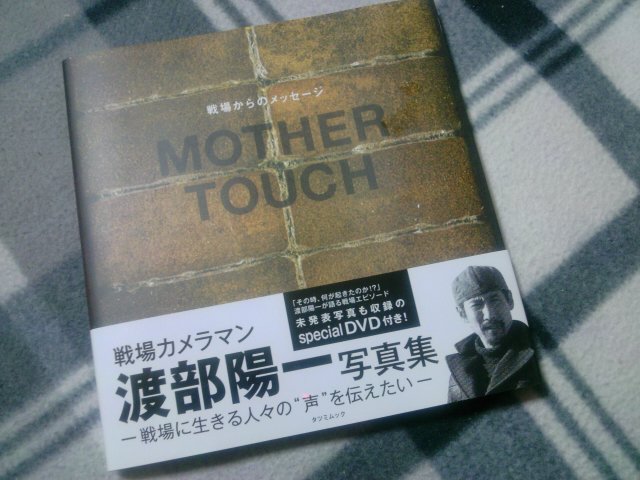 戦場からのメッセージ
MOTHER
TOUCH
「その時、何が起きたのか!?」
渡部陽一が語る戦場エピソード
未発表写真も収録の
special DVD付き!
戦場カメラマン
渡部陽一写真集
ー戦場に生きる人々の“声”を伝えたいー
タツミムック